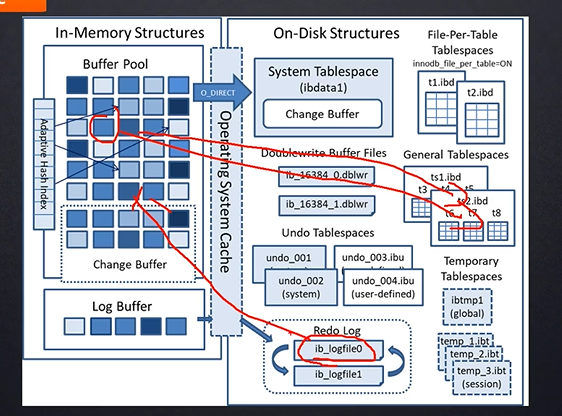 In-Memory Structures
Buffer Pool
Adaptive Hash Index
Change Buffer
Log Buffer
O_DIRECT
Operating System Cache
On-Disk Structures
System Tablespace
(ibdata1)
Change Buffer
Doublewrite Buffer Files
ib_16384_0.dblwr
ib_16384_1.dblwr
Undo Tablespaces
undo_001
undo_002
(system)
undo_003.ibu
undo_004.ibu
(user-defined)
Redo Log
ib_logfile0
ib_logfile1
File-Per-Table
Tablespaces
innodb_file_per_table=ON
t1.ibd
t2.ibd
General Tablespaces
ts1.ibd
t3 t4 t5
ts2.ibd
t6 t7 t8
Temporary
Tablespaces
ibtmp1
(global)
temp_1.ibt
temp_2.ibt
temp_3.ibt
(session)